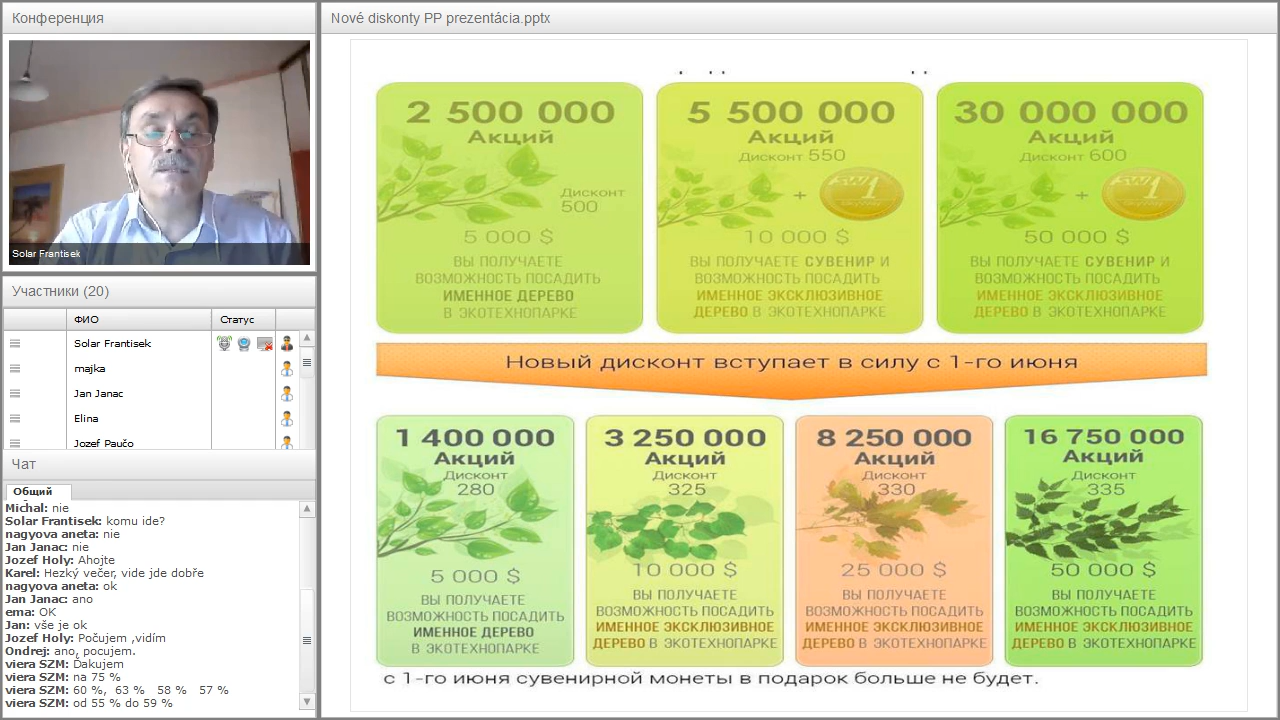 Конференция
Solar Frantisek
Участники (20)
ФИО
Статус
Solar Frantisek
majka
Jan Janac
Elina
Jozef Paučo
Чат
Общий
Michal: nie
Solar Frantisek: komu ide?
nagyova aneta: nie
Jan Janac: nie
Jozef Holy: Ahojte
Karel: Hezký večer, vide jde dobře
nagyova aneta: ok
Jan Janac: ano
ema: OK
Jan: vše je ok
Jozef Holy: Počujem ,vidím
Ondrej: ano, pocujem.
viera SZM: Ďakujem
viera SZM: na 75 %
viera SZM: 60 %, 63 % 58 % 57 %
viera SZM: od 55 % do 59 %
Nové diskonty PP prezentácia.pptx
2 500 000
Акций
Дисконт
500
5 000 $
ВЫ ПОЛУЧАЕТЕ
ВОЗМОЖНОСТЬ ПОСАДИТЬ
ИМЕННОЕ ДЕРЕВО
В ЭКОТЕХНОПАРКЕ
5 500 000
Акций
Дисконт 550
+
10 000 $
ВЫ ПОЛУЧАЕТЕ СУВЕНИР И
ВОЗМОЖНОСТЬ ПОСАДИТЬ
ИМЕННОЕ ЭКСКЛЮЗИВНОЕ
ДЕРЕВО В ЭКОТЕХНОПАРКЕ
30 000 000
Акций
Дисконт 600
+
50 000 $
ВЫ ПОЛУЧАЕТЕ СУВЕНИР И
ВОЗМОЖНОСТЬ ПОСАДИТЬ
ИМЕННОЕ ЭКСКЛЮЗИВНОЕ
ДЕРЕВО В ЭКОТЕХНОПАРКЕ
Новый дисконт вступает в силу с 1-го июня
1 400 000
Акций
Дисконт
280
5 000 $
ВЫ ПОЛУЧАЕТЕ
ВОЗМОЖНОСТЬ ПОСАДИТЬ
ИМЕННОЕ ДЕРЕВО
В ЭКОТЕХНОПАРКЕ
3 250 000
Акций
Дисконт
325
10 000 $
ВЫ ПОЛУЧАЕТЕ
ВОЗМОЖНОСТЬ ПОСАДИТЬ
ИМЕННОЕ ЭКСКЛЮЗИВНОЕ
ДЕРЕВО В ЭКОТЕХНОПАРКЕ
8 250 000
Акций
Дисконт
330
25 000 $
ВЫ ПОЛУЧАЕТЕ
ВОЗМОЖНОСТЬ ПОСАДИТЬ
ИМЕННОЕ ЭКСКЛЮЗИВНОЕ
ДЕРЕВО В ЭКОТЕХНОПАРКЕ
16 750 000
Акций
Дисконт
335
50 000 $
ВЫ ПОЛУЧАЕТЕ
ВОЗМОЖНОСТЬ ПОСАДИТЬ
ИМЕННОЕ ЭКСКЛЮЗИВНОЕ
ДЕРЕВО В ЭКОТЕХНОПАРКЕ
с 1-го июня сувенирной монеты в подарок больше не будет.